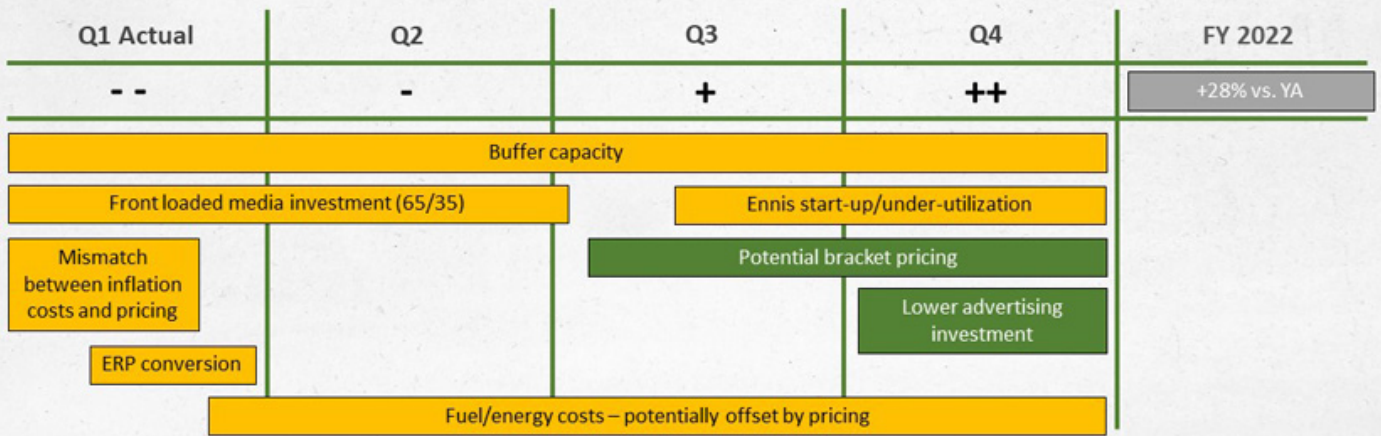 Q1 Actual Q2 Q3 Q4 FY 2022
- - - + ++ +28% vs. YA
Buffer capacity
Front loaded media investment (65/35)
Ennis start-up/under-utilization
Mismatch
between inflation
costs and pricing
Potential bracket pricing
Lower advertising
investment
ERP conversion
Fuel/energy costs – potentially offset by pricing